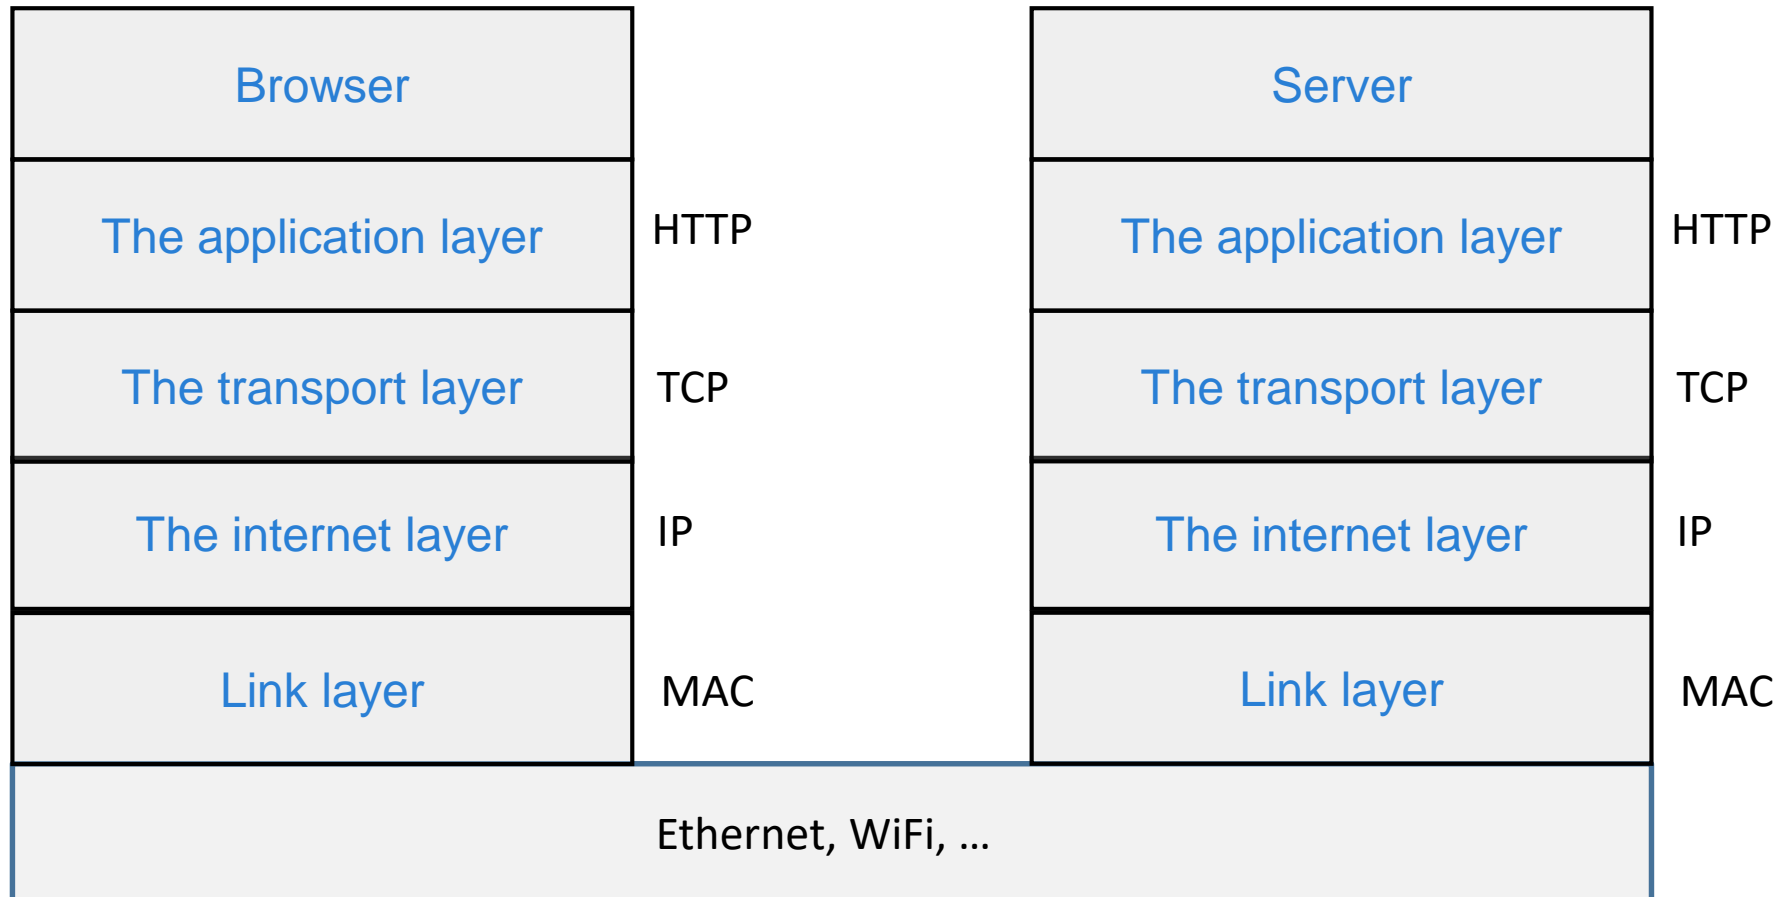 Browser
Server
The application layer
HTTP
The application layer
HTTP
The transport layer
TCP
The transport layer
TCP
The internet layer
IP
The internet layer
IP
Link layer
MAC
Link layer
MAC
Ethernet, WiFi, …